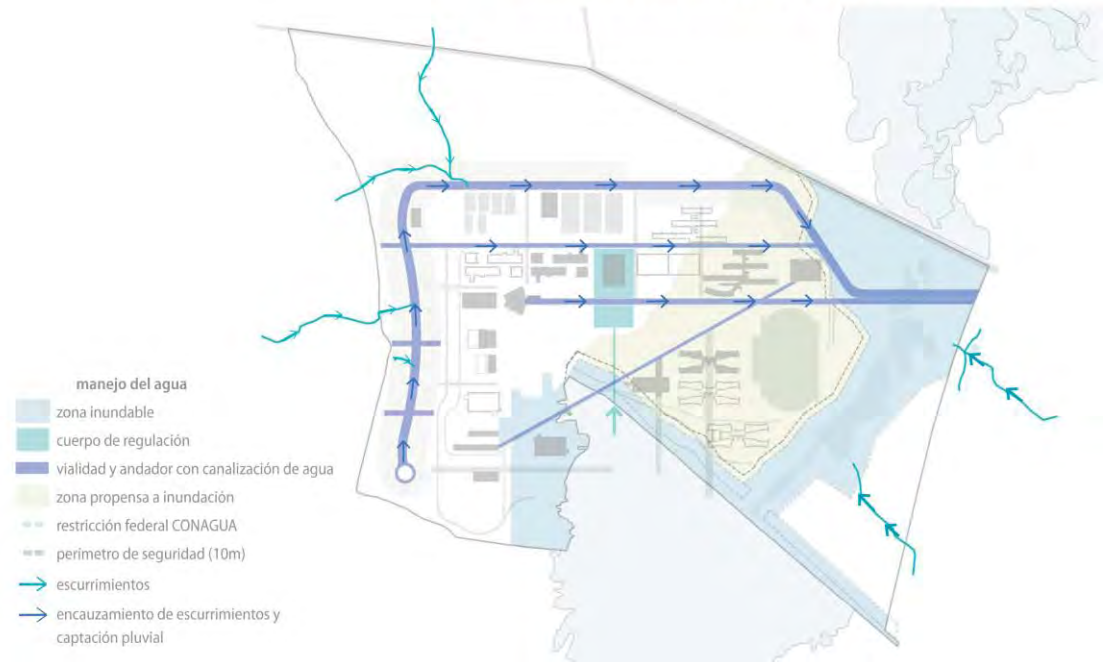 manejo del agua
zona inundable
cuerpo de regulación
vialidad y andador con canalización de agua
zona propensa a inundación
restricción federal CONAGUA
perímetro de seguridad (10m)
escurrimientos
encauzamiento de escurrimientos y
captación pluvial